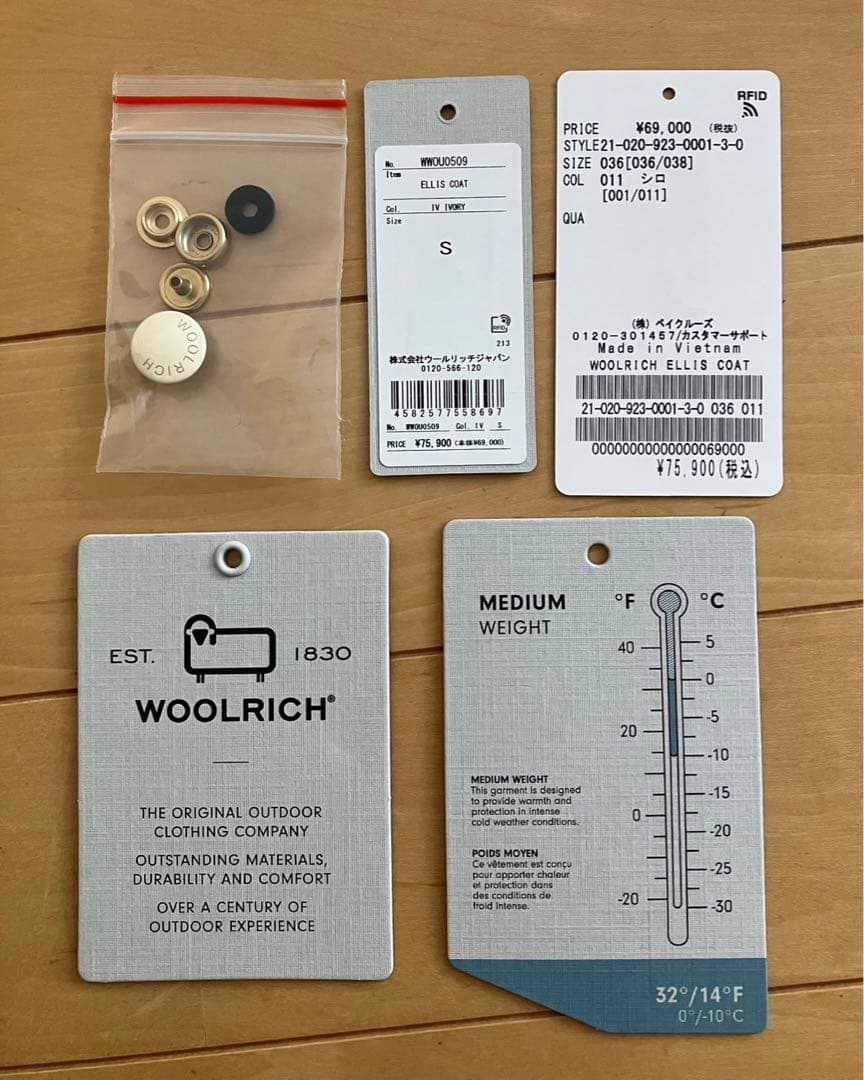 WOOLRICH
No. WWOU0509
Item
ELLIS COAT
Col. IV IVORY
Size
S
RFID
213
株式会社ウールリッチジャパン
0120-566-120
4582577558697
No. WWOU0509 Col. IV S
PRICE ¥75,900 (本体¥69,000)
RFID
PRICE ¥69,000 (税抜)
STYLE21-020-923-0001-3-0
SIZE 036[036/038]
COL 011 シロ
[001/011]
QUA
(株) ベイクルーズ
0120-301457/カスタマーサポート
Made in Vietnam
WOOLRICH ELLIS COAT
21-020-923-0001-3-0 036 011
00000000000000069000
¥75,900(税込)
EST. 1830
WOOLRICH®
THE ORIGINAL OUTDOOR
CLOTHING COMPANY
OUTSTANDING MATERIALS,
DURABILITY AND COMFORT
OVER A CENTURY OF
OUTDOOR EXPERIENCE
MEDIUM
WEIGHT
°F °C
40
5
0
-5
20
-10
-15
0
-20
-25
-20
-30
MEDIUM WEIGHT
This garment is designed
to provide warmth and
protection in intense
cold weather conditions.
POIDS MOYEN
Ce vêtement est conçu
pour apporter chaleur
et protection dans
des conditions de
froid intense.
32°/14°F
0°/-10°C